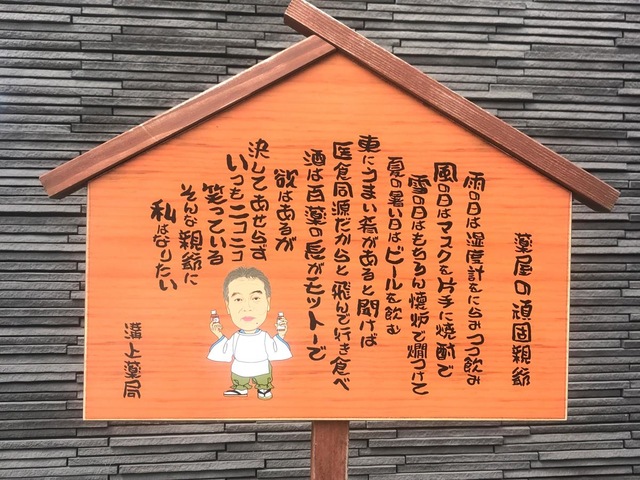 薬屋の頑固親爺
雨の日は湿度計をにらみつつ飲み
風の日はマスクを片手に焼酎で
雪の日はもちろん懐炉で燗つけて
夏の暑い日はビールを飲む
東にうまい肴があると聞けば
医食同源だからと飛んで行き食べ
酒は百薬の長がモットーで
欲はあるが
決してあせらず
いつもニコニコ
笑っている
そんな親爺に
私はなりたい
溝上薬局